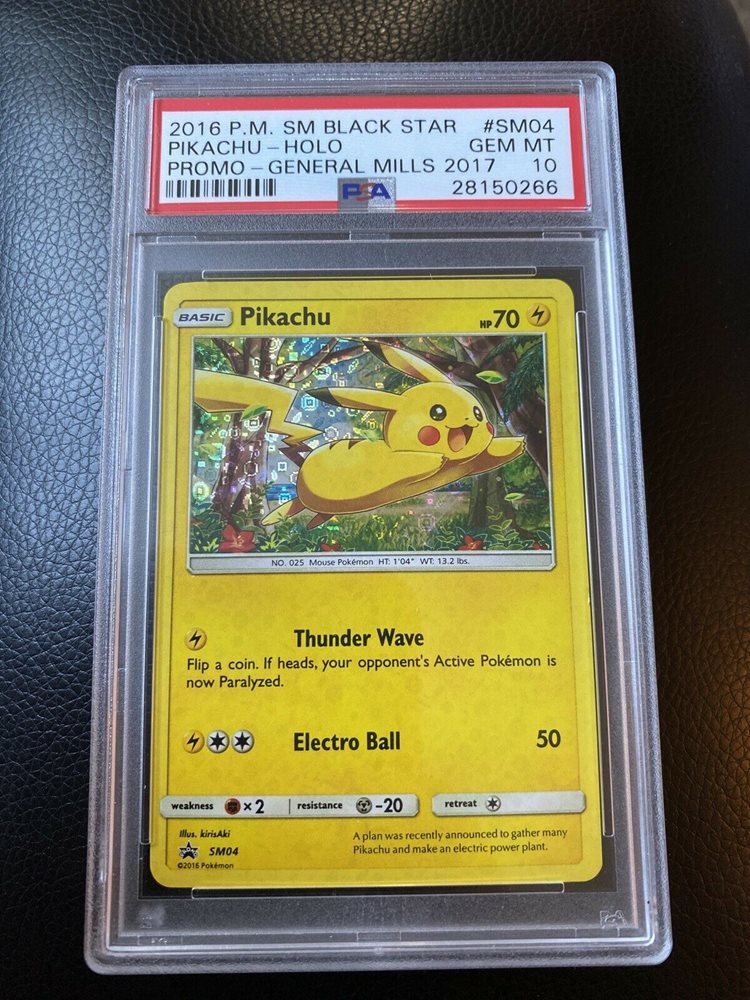 2016 P.M. SM BLACK STAR #SM04
PIKACHU-HOLO GEM MT
PROMO-GENERAL MILLS 2017 10
PSA 28150266
BASIC Pikachu HP 70
NO. 025 Mouse Pokémon HT: 1'04" WT: 13.2 lbs.
Thunder Wave
Flip a coin. If heads, your opponent's Active Pokémon is
now Paralyzed.
Electro Ball 50
weakness ×2 resistance -20 retreat
Illus. kirisAki
A plan was recently announced to gather many
SM04
Pikachu and make an electric power plant.
©2016 Pokémon
PSA